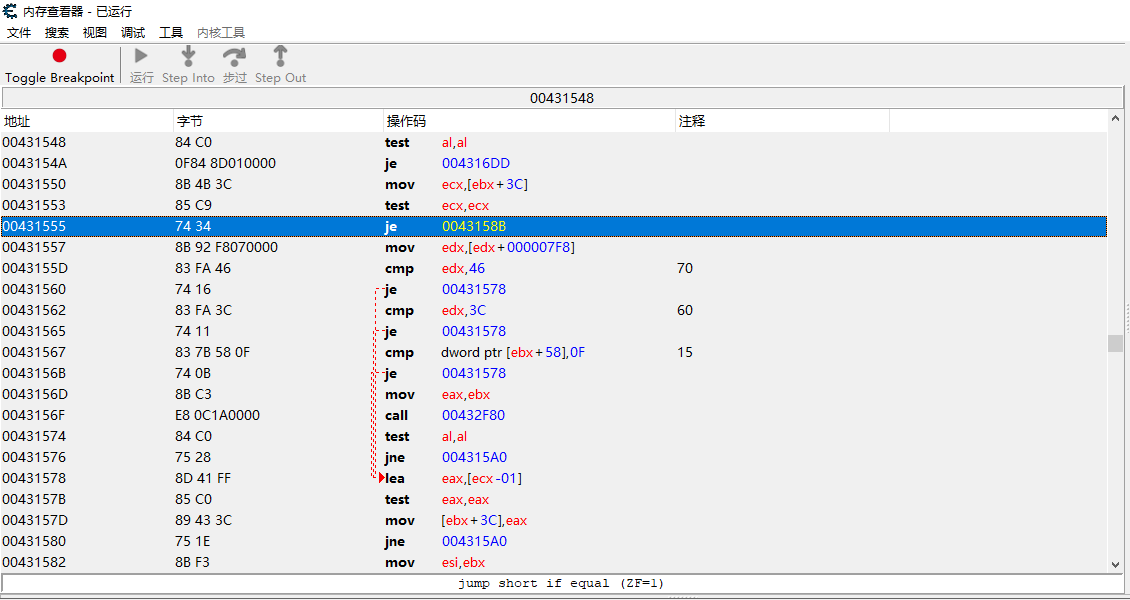 内存查看器 - 已运行
文件 搜索 视图 调试 工具 内核工具
Toggle Breakpoint 运行 Step Into 步过 Step Out
00431548
地址 字节 操作码 注释
00431548 84 C0 test al,al
0043154A 0F84 8D010000 je 004316DD
00431550 8B 4B 3C mov ecx,[ebx+3C]
00431553 85 C9 test ecx,ecx
00431555 74 34 je 0043158B
00431557 8B 92 F8070000 mov edx,[edx+000007F8]
0043155D 83 FA 46 cmp edx,46 70
00431560 74 16 je 00431578
00431562 83 FA 3C cmp edx,3C 60
00431565 74 11 je 00431578
00431567 83 7B 58 0F cmp dword ptr [ebx+58],0F 15
0043156B 74 0B je 00431578
0043156D 8B C3 mov eax,ebx
0043156F E8 0C1A0000 call 00432F80
00431574 84 C0 test al,al
00431576 75 28 jne 004315A0
00431578 8D 41 FF lea eax,[ecx-01]
0043157B 85 C0 test eax,eax
0043157D 89 43 3C mov [ebx+3C],eax
00431580 75 1E jne 004315A0
00431582 8B F3 mov esi,ebx
jump short if equal (ZF=1)